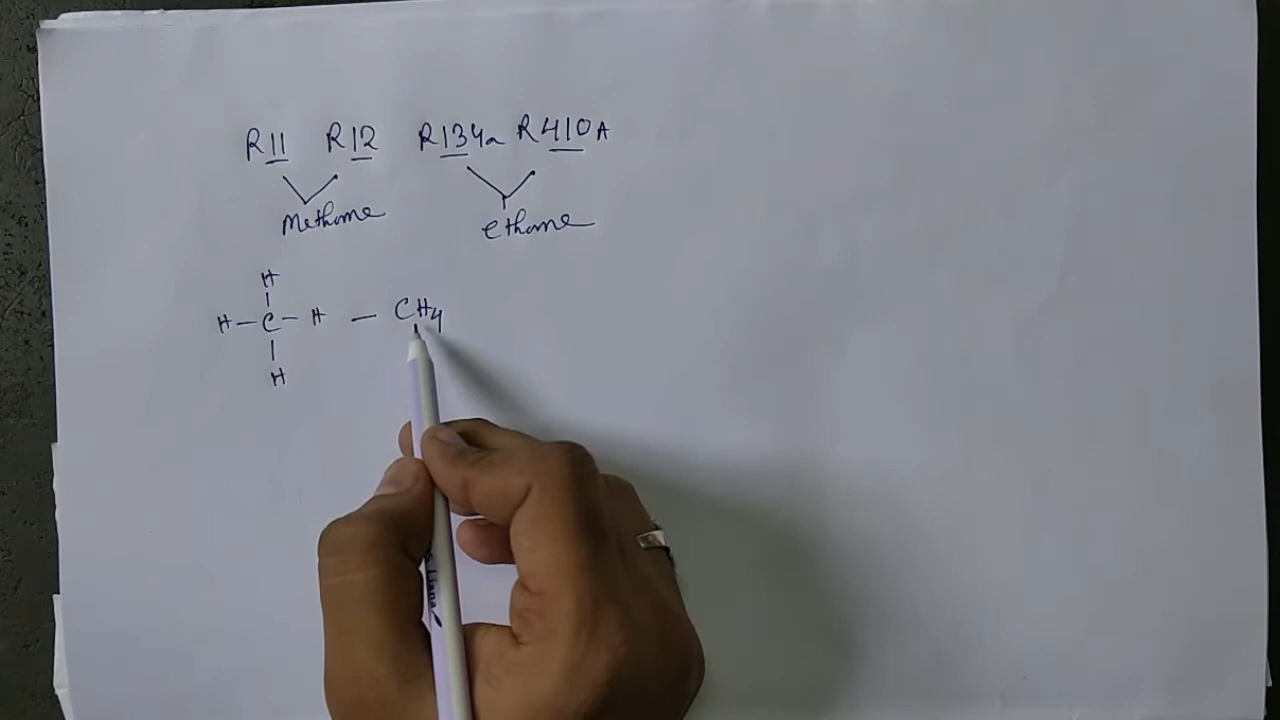 R11 R12 R134a R410A
Methane ethane
H
H-C-H - CH4
H